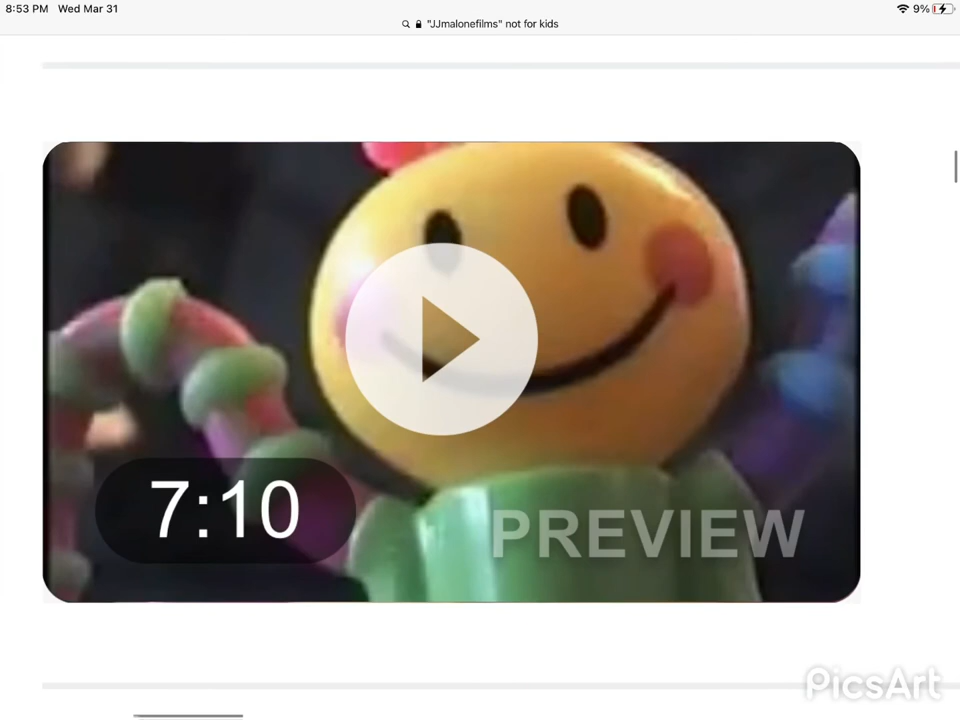 8:53 PM Wed Mar 31 9%
"JJmalonefilms" not for kids
7:10
PREVIEW
PicsArt